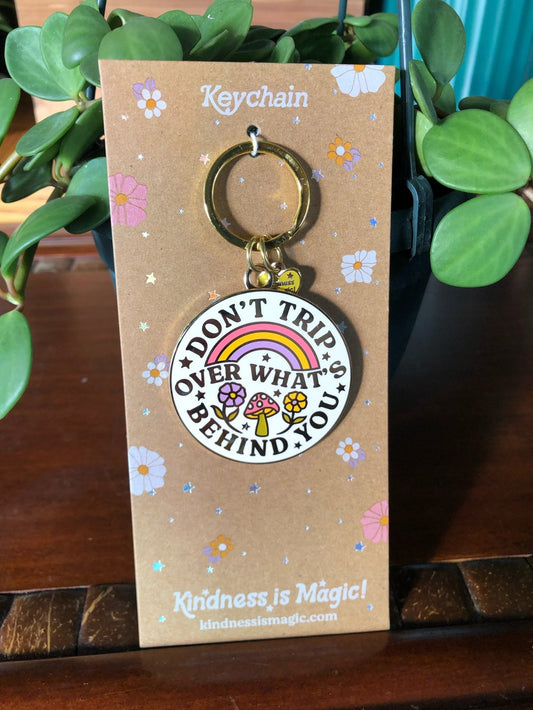 Keychain
DON'T TRIP
OVER WHAT'S
BEHIND YOU
Kindness is Magic!
kindnessismagic.com